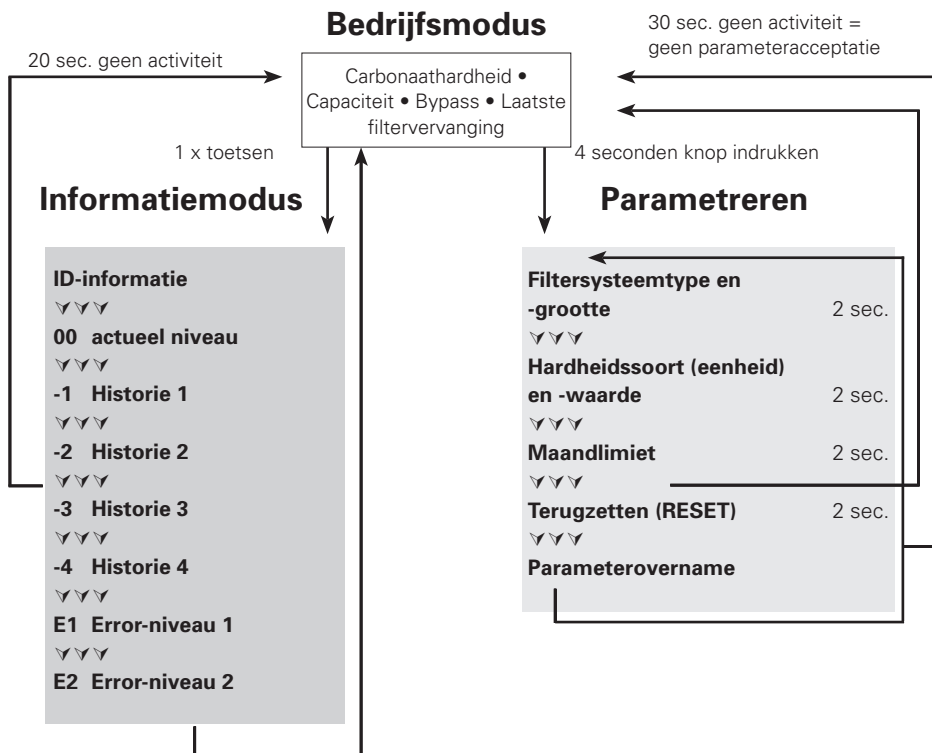 Bedrijfsmodus
30 sec. geen activiteit =
geen parameteracceptatie
20 sec. geen activiteit
Carbonaathardheid •
Capaciteit • Bypass • Laatste
filtervervanging
1 x toetsen
4 seconden knop indrukken
Informatiemodus
ID-informatie
00 actueel niveau
-1 Historie 1
-2 Historie 2
-3 Historie 3
-4 Historie 4
E1 Error-niveau 1
E2 Error-niveau 2
Parametreren
Filtersysteemtype en
-grootte 2 sec.
Hardheidssoort (eenheid)
en -waarde 2 sec.
Maandlimiet 2 sec.
Terugzetten (RESET) 2 sec.
Parameterovername